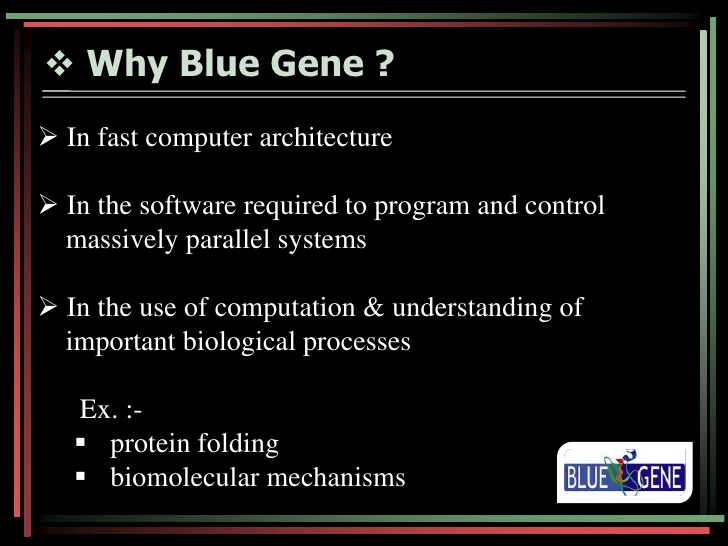 ❖ Why Blue Gene ?
➢ In fast computer architecture
➢ In the software required to program and control
massively parallel systems
➢ In the use of computation & understanding of
important biological processes
Ex. :-
▪ protein folding
▪ biomolecular mechanisms
BLUE GENE